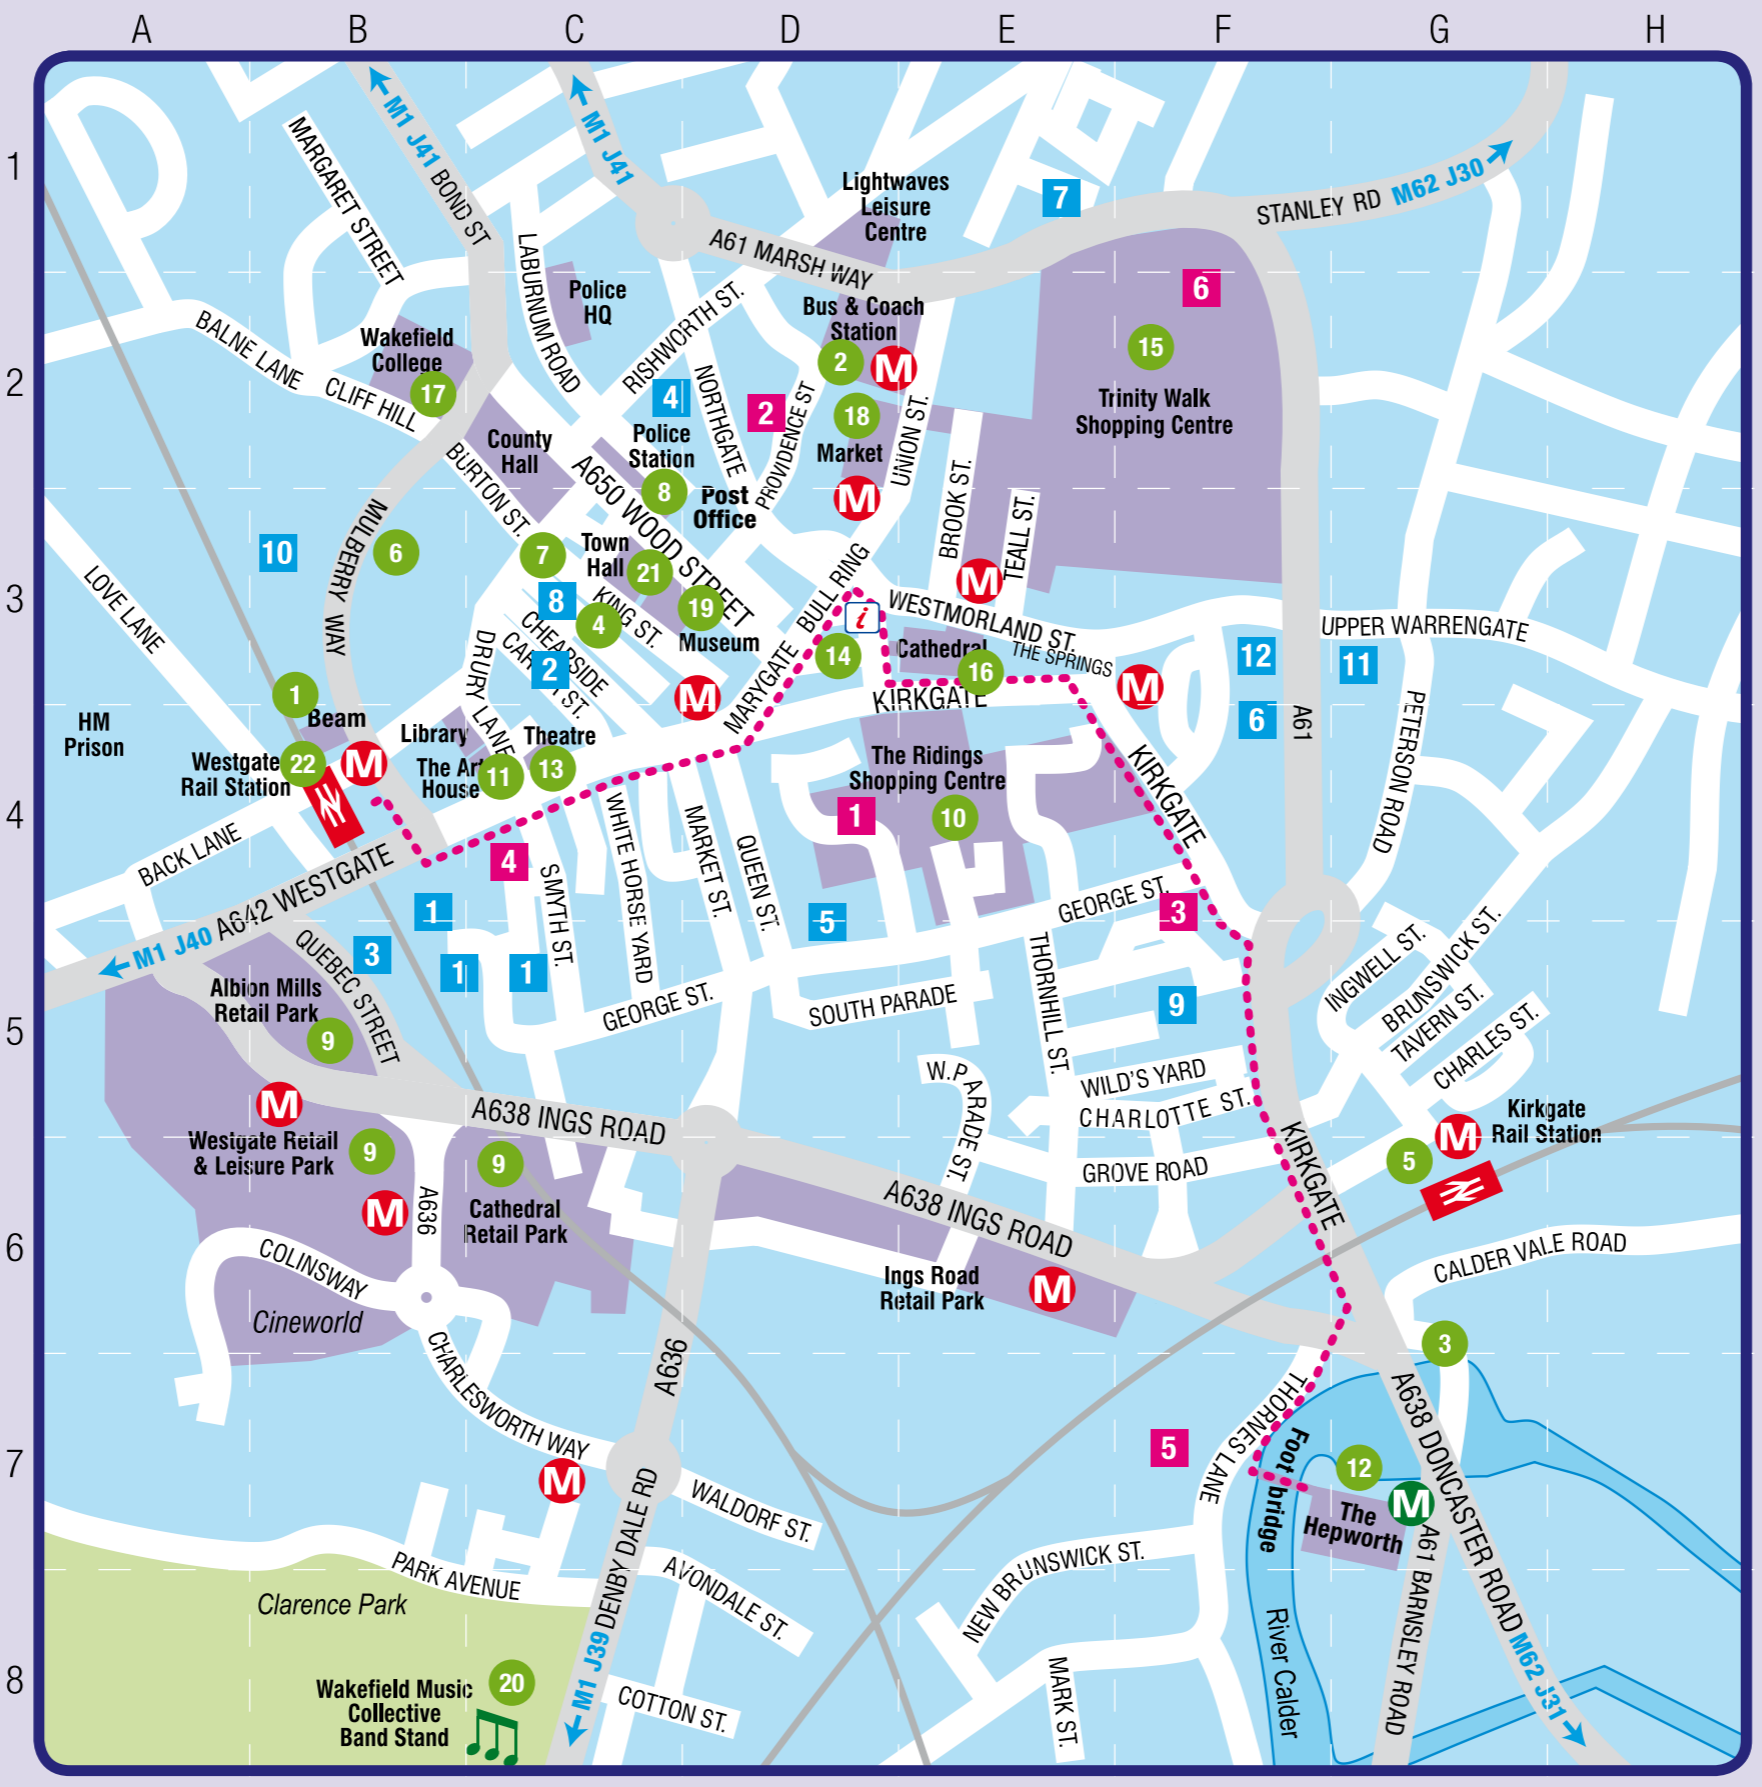 A B C D E F G H
1
2
3
4
5
6
7
8
M1 J41 BOND ST
M1 J41
MARGARET STREET
LABURNUM ROAD
Lightwaves
Leisure
Centre
7
STANLEY RD M62 J30
A61 MARSH WAY
Police
HQ
RISHWORTH ST.
Bus & Coach
Station
2
M
6
15
Trinity Walk
Shopping Centre
BALNE LANE
Wakefield
College
17
CLIFF HILL
4
NORTHGATE
2
PROVIDENCE ST
18
Market
UNION ST.
M
County
Hall
Police
Station
8
Post
Office
BURTON ST.
A650 WOOD STREET
BROOK ST.
TEALL ST.
M
10
MULBERRY WAY
6
7
Town
Hall
21
19
Museum
8
4
KING ST.
CHEAPSIDE
2
DRURY LANE
BULL RING
i
WESTMORLAND ST.
THE SPRINGS
14
Cathedral
16
KIRKGATE
M
12
UPPER WARRENGATE
11
6
A61
PETERSON ROAD
LOVE LANE
HM
Prison
1
Beam
Westgate
Rail Station
22
M
Library
The Art
House
11
Theatre
13
M
MARYGATE
The Ridings
Shopping Centre
1
10
KIRKGATE
BACK LANE
A642 WESTGATE
M1 J40
4
SMYTH ST.
WHITE HORSE YARD
MARKET ST.
QUEEN ST.
1
1
1
3
5
GEORGE ST.
3
QUEBEC STREET
Albion Mills
Retail Park
9
GEORGE ST.
SOUTH PARADE
THORNHILL ST.
9
INGWELL ST.
BRUNSWICK ST.
TAVERN ST.
CHARLES ST.
W.PARADE ST.
WILD'S YARD
CHARLOTTE ST.
GROVE ROAD
KIRKGATE
M
Kirkgate
Rail Station
5
M
Westgate Retail
& Leisure Park
9
M
A638 INGS ROAD
9
Cathedral
Retail Park
A636
A638 INGS ROAD
Ings Road
Retail Park
M
CALDER VALE ROAD
COLINSWAY
Cineworld
CHARLESWORTH WAY
M
A636
3
THORNES LANE
5
Foot bridge
12
The
Hepworth
M
A638 DONCASTER ROAD M62 J31
A61 BARNSLEY ROAD
WALDORF ST.
AVONDALE ST.
M1 J39 DENBY DALE RD
PARK AVENUE
Clarence Park
Wakefield Music
Collective
Band Stand
20
COTTON ST.
NEW BRUNSWICK ST.
MARK ST.
River Calder